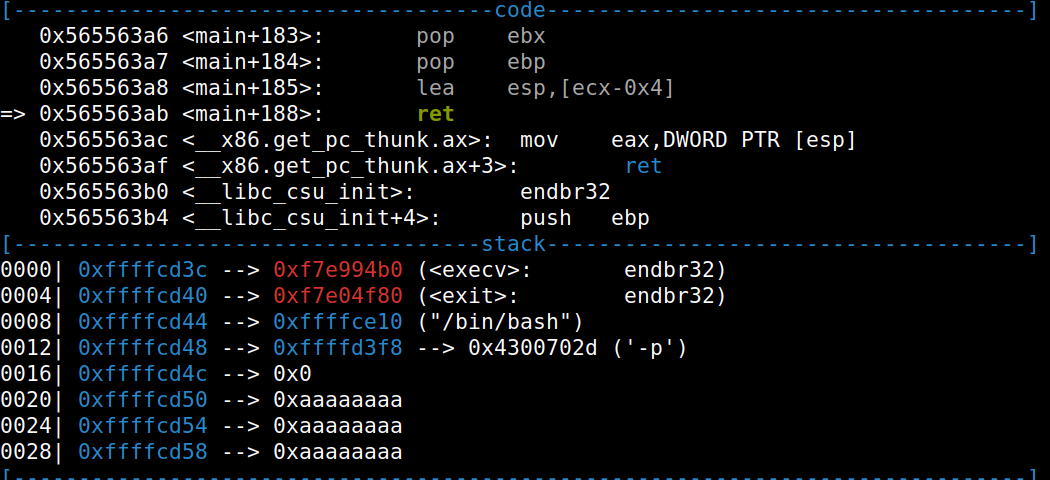 [-------------------------------------code-------------------------------------]
   0x565563a6 <main+183>:	pop    ebx
   0x565563a7 <main+184>:	pop    ebp
   0x565563a8 <main+185>:	lea    esp,[ecx-0x4]
=> 0x565563ab <main+188>:	ret
   0x565563ac <__x86.get_pc_thunk.ax>:	mov    eax,DWORD PTR [esp]
   0x565563af <__x86.get_pc_thunk.ax+3>:	ret
   0x565563b0 <__libc_csu_init>:	endbr32
   0x565563b4 <__libc_csu_init+4>:	push   ebp
[------------------------------------stack-------------------------------------]
0000| 0xffffcd3c --> 0xf7e994b0 (<execv>:	endbr32)
0004| 0xffffcd40 --> 0xf7e04f80 (<exit>:	endbr32)
0008| 0xffffcd44 --> 0xffffce10 ("/bin/bash")
0012| 0xffffcd48 --> 0xffffd3f8 --> 0x4300702d ('-p')
0016| 0xffffcd4c --> 0x0
0020| 0xffffcd50 --> 0xaaaaaaaa
0024| 0xffffcd54 --> 0xaaaaaaaa
0028| 0xffffcd58 --> 0xaaaaaaaa
[------------------------------------------------------------------------------]